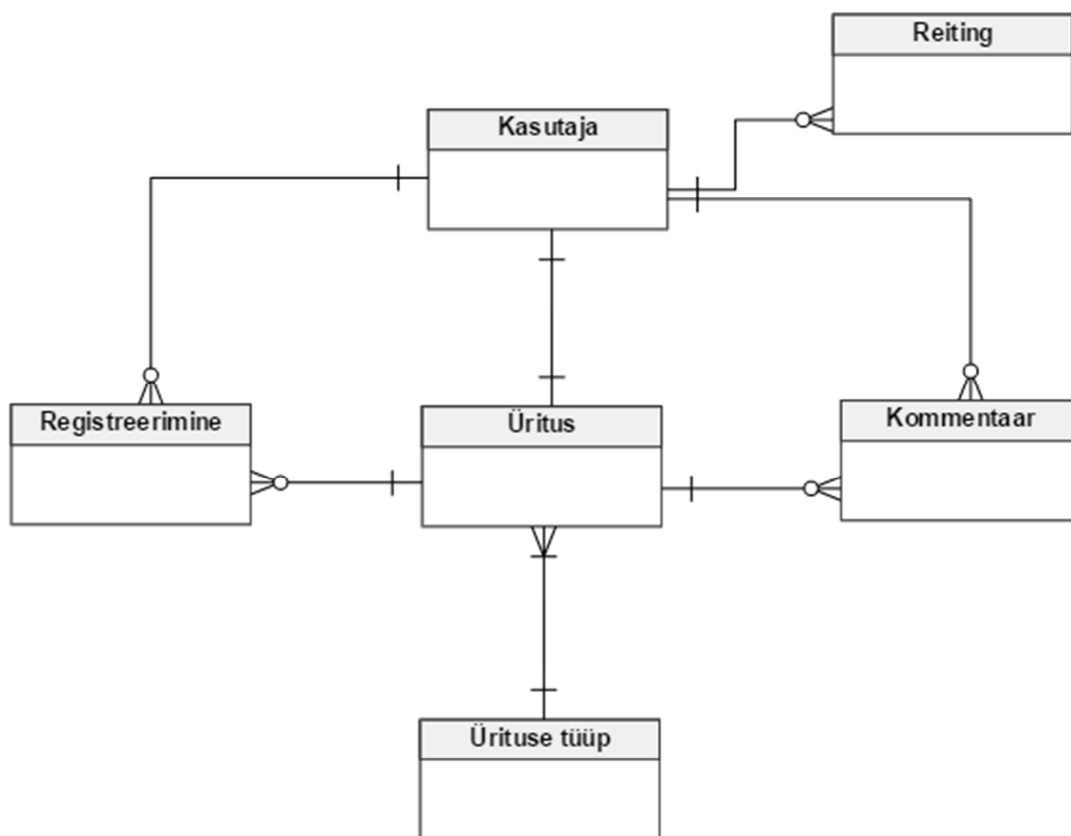 Reiting
Kasutaja
Registreerimine
Üritus
Kommentaar
Ürituse tüüp